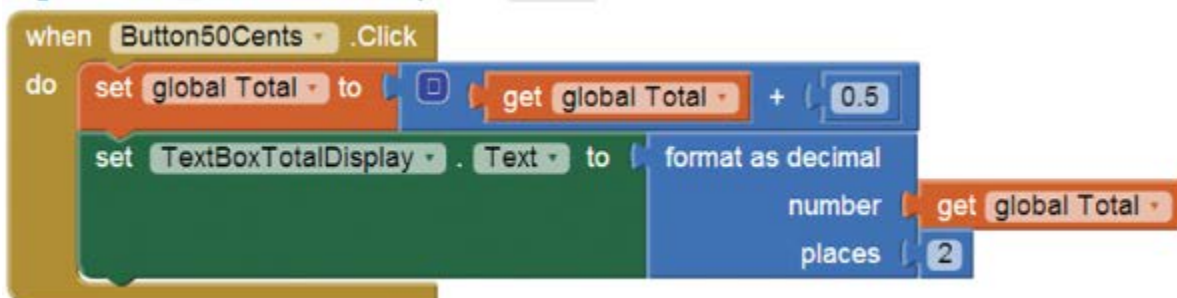 when Button50Cents .Click
do set global Total to get global Total + 0.5
set TextBoxTotalDisplay . Text to format as decimal
number get global Total
places 2